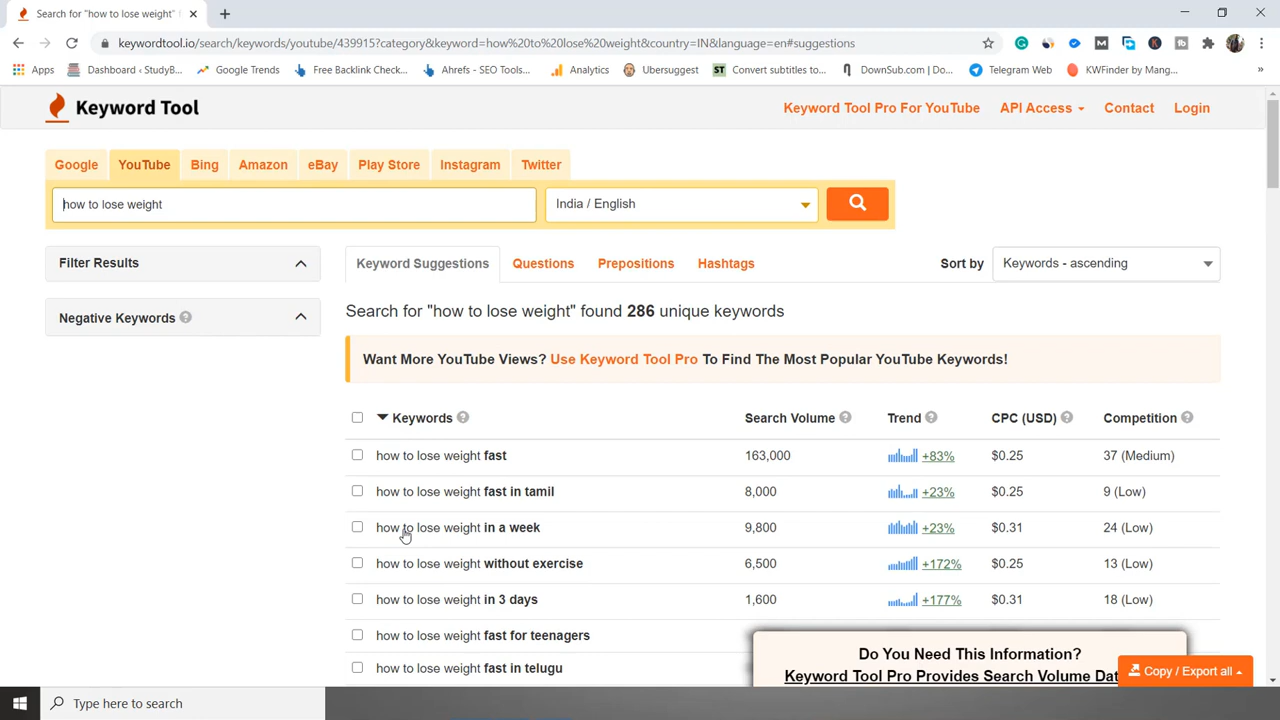 Search for "how to lose weight"
keywordtool.io/search/keywords/youtube/439915?category=&keyword=how%20to%20lose%20weight&country=IN&language=en#suggestions
Apps
Dashboard ‹ StudyB...
Google Trends
Free Backlink Check...
Ahrefs - SEO Tools...
Analytics
Ubersuggest
ST Convert subtitles to...
DownSub.com | Do...
Telegram Web
KWFinder by Mang...
»
Keyword Tool
Keyword Tool Pro For YouTube
API Access
Contact
Login
Google
YouTube
Bing
Amazon
eBay
Play Store
Instagram
Twitter
how to lose weight
India / English
Filter Results
Negative Keywords ?
Keyword Suggestions
Questions
Prepositions
Hashtags
Sort by
Keywords - ascending
Search for "how to lose weight" found 286 unique keywords
Want More YouTube Views? Use Keyword Tool Pro To Find The Most Popular YouTube Keywords!
Keywords ? Search Volume ? Trend ? CPC (USD) ? Competition ?
how to lose weight fast 163,000 +83% $0.25 37 (Medium)
how to lose weight fast in tamil 8,000 +23% $0.25 9 (Low)
how to lose weight in a week 9,800 +23% $0.31 24 (Low)
how to lose weight without exercise 6,500 +172% $0.25 13 (Low)
how to lose weight in 3 days 1,600 +177% $0.31 18 (Low)
how to lose weight fast for teenagers
how to lose weight fast in telugu
Do You Need This Information?
Keyword Tool Pro Provides Search Volume Dat
Copy / Export all
Type here to search